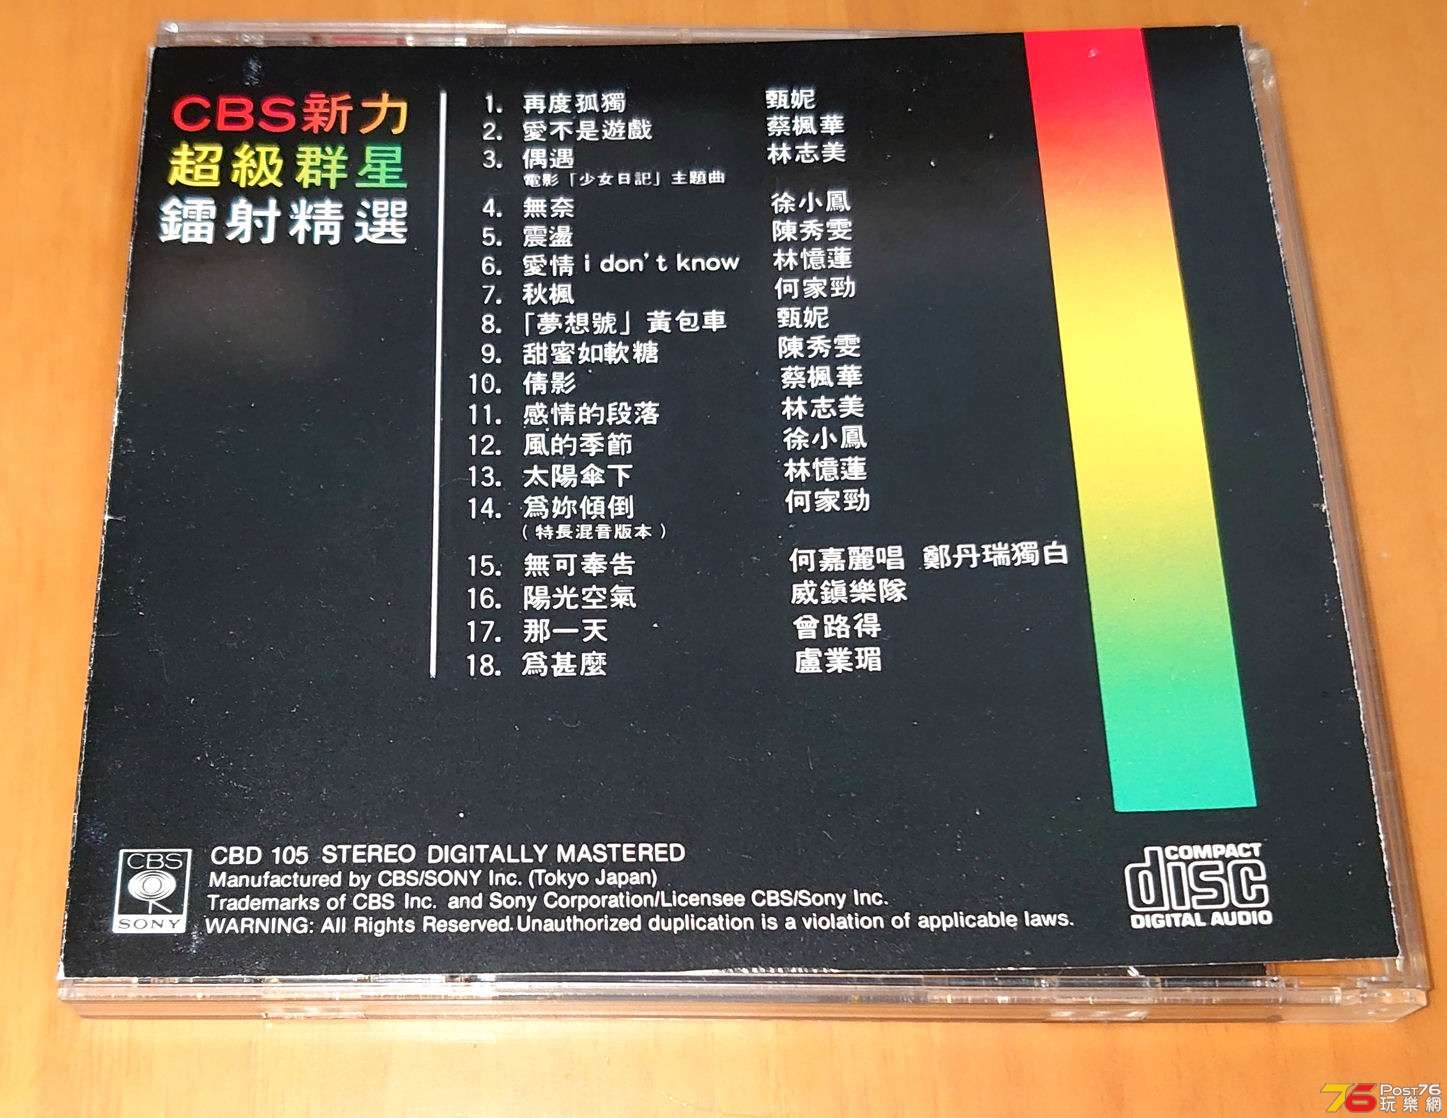 CBS新力
超級群星
鐳射精選
1. 再度孤獨 甄妮
2. 愛不是遊戲 蔡楓華
3. 偶遇 林志美
電影「少女日記」主題曲
4. 無奈 徐小鳳
5. 震盪 陳秀雯
6. 愛情 i don't know 林憶蓮
7. 秋楓 何家勁
8. 「夢想號」黃包車 甄妮
9. 甜蜜如軟糖 陳秀雯
10. 倩影 蔡楓華
11. 感情的段落 林志美
12. 風的季節 徐小鳳
13. 太陽傘下 林憶蓮
14. 爲妳傾倒 何家勁
(特長混音版本)
15. 無可奉告 何嘉麗唱 鄭丹瑞獨白
16. 陽光空氣 威鎮樂隊
17. 那一天 曾路得
18. 爲甚麼 盧業瑂
CBS
SONY
CBD 105 STEREO DIGITALLY MASTERED
Manufactured by CBS/SONY Inc. (Tokyo Japan)
Trademarks of CBS Inc. and Sony Corporation/Licensee CBS/Sony Inc.
WARNING: All Rights Reserved. Unauthorized duplication is a violation of applicable laws.
COMPACT
disc
DIGITAL AUDIO
76 POST76
玩樂網